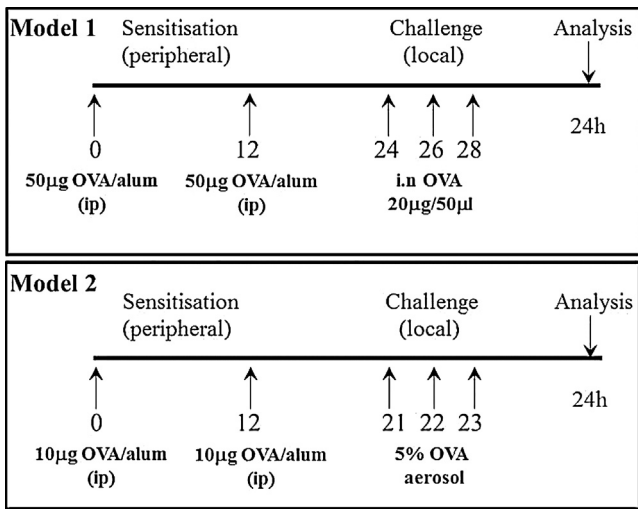 Model 1
Sensitisation Challenge Analysis
(peripheral) (local)
24h
0 12 24 26 28
50µg OVA/alum 50µg OVA/alum i.n OVA
(ip) (ip) 20µg/50µl
Model 2
Sensitisation Challenge Analysis
(peripheral) (local)
24h
0 12 21 22 23
10µg OVA/alum 10µg OVA/alum 5% OVA
(ip) (ip) aerosol